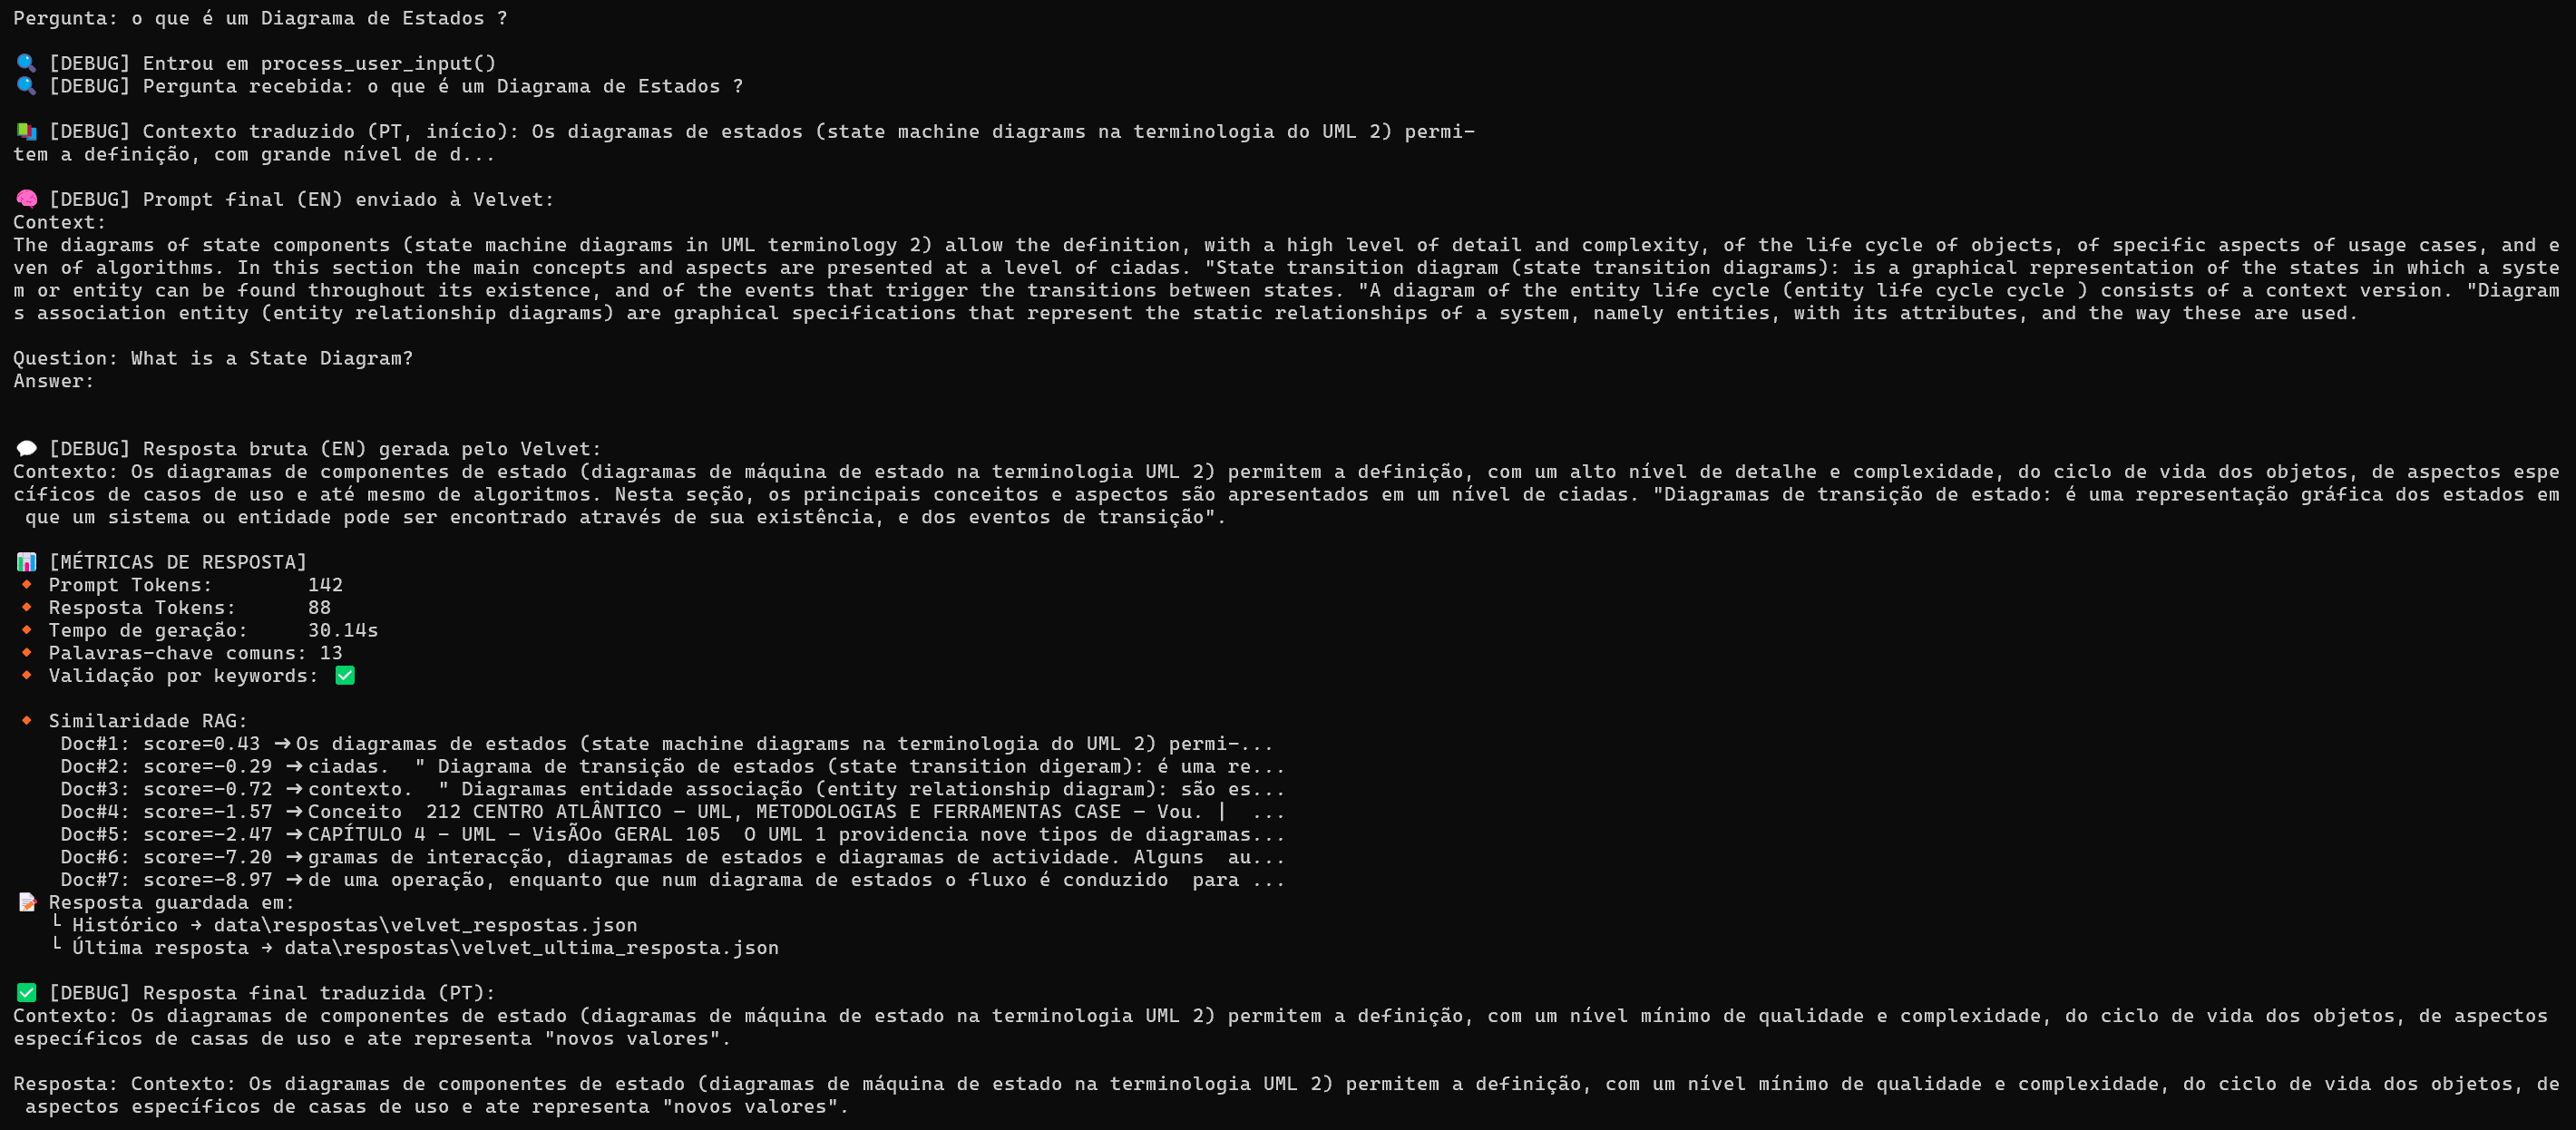 Pergunta: o que é um Diagrama de Estados ?
🔍 [DEBUG] Entrou em process_user_input()
🔍 [DEBUG] Pergunta recebida: o que é um Diagrama de Estados ?
📚 [DEBUG] Contexto traduzido (PT, início): Os diagramas de estados (state machine diagrams na terminologia do UML 2) permi-
tem a definição, com grande nível de d...
🧠 [DEBUG] Prompt final (EN) enviado à Velvet:
Context:
The diagrams of state components (state machine diagrams in UML terminology 2) allow the definition, with a high level of detail and complexity, of the life cycle of objects, of specific aspects of usage cases, and e
ven of algorithms. In this section the main concepts and aspects are presented at a level of ciadas. "State transition diagram (state transition diagrams): is a graphical representation of the states in which a syste
m or entity can be found throughout its existence, and of the events that trigger the transitions between states. "A diagram of the entity life cycle (entity life cycle cycle ) consists of a context version. "Diagram
s association entity (entity relationship diagrams) are graphical specifications that represent the static relationships of a system, namely entities, with its attributes, and the way these are used.
Question: What is a State Diagram?
Answer:
💬 [DEBUG] Resposta bruta (EN) gerada pelo Velvet:
Contexto: Os diagramas de componentes de estado (diagramas de máquina de estado na terminologia UML 2) permitem a definição, com um alto nível de detalhe e complexidade, do ciclo de vida dos objetos, de aspectos espe
cíficos de casos de uso e até mesmo de algoritmos. Nesta seção, os principais conceitos e aspectos são apresentados em um nível de ciadas. "Diagramas de transição de estado: é uma representação gráfica dos estados em
que um sistema ou entidade pode ser encontrado através de sua existência, e dos eventos de transição".
📊 [MÉTRICAS DE RESPOSTA]
🔸 Prompt Tokens: 142
🔸 Resposta Tokens: 88
🔸 Tempo de geração: 30.14s
🔸 Palavras-chave comuns: 13
🔸 Validação por keywords: ✅
🔸 Similaridade RAG:
Doc#1: score=0.43 →Os diagramas de estados (state machine diagrams na terminologia do UML 2) permi-...
Doc#2: score=-0.29 →ciadas.  " Diagrama de transição de estados (state transition digeram): é uma re...
Doc#3: score=-0.72 →contexto.  " Diagramas entidade associação (entity relationship diagram): são es...
Doc#4: score=-1.57 →Conceito  212 CENTRO ATLÂNTICO – UML, METODOLOGIAS E FERRAMENTAS CASE – Vou. |  ...
Doc#5: score=-2.47 →CAPÍTULO 4 – UML – VisÃOo GERAL 105  O UML 1 providencia nove tipos de diagramas...
Doc#6: score=-7.20 →gramas de interacção, diagramas de estados e diagramas de actividade. Alguns  au...
Doc#7: score=-8.97 →de uma operação, enquanto que num diagrama de estados o fluxo é conduzido  para ...
📝 Resposta guardada em:
└ Histórico → data\respostas\velvet_respostas.json
└ Última resposta → data\respostas\velvet_ultima_resposta.json
✅ [DEBUG] Resposta final traduzida (PT):
Contexto: Os diagramas de componentes de estado (diagramas de máquina de estado na terminologia UML 2) permitem a definição, com um nível mínimo de qualidade e complexidade, do ciclo de vida dos objetos, de aspectos
específicos de casas de uso e ate representa "novos valores".
Resposta: Contexto: Os diagramas de componentes de estado (diagramas de máquina de estado na terminologia UML 2) permitem a definição, com um nível mínimo de qualidade e complexidade, do ciclo de vida dos objetos, de
aspectos específicos de casas de uso e ate representa "novos valores".